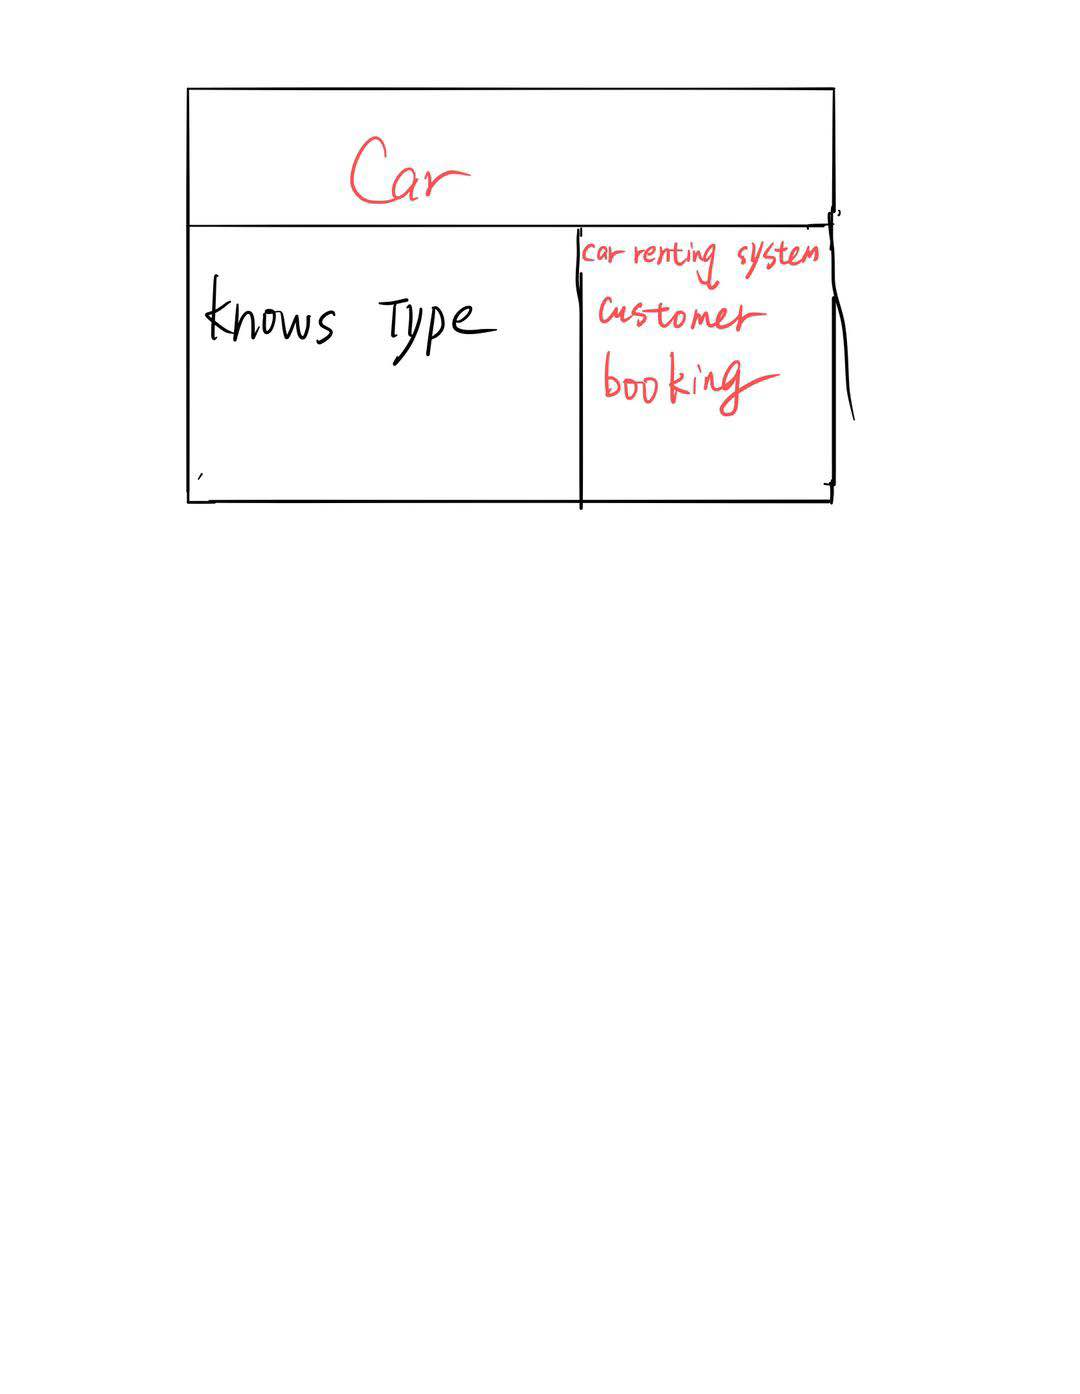 Car
knows Type
car renting system
customer
booking